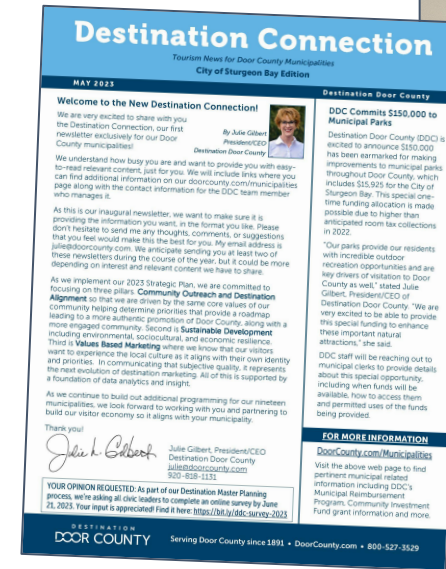 Destination Connection
Tourism News for Door County Municipalities
City of Sturgeon Bay Edition
MAY 2023
Destination Door County
Welcome to the New Destination Connection!
We are very excited to share with you
the Destination Connection, our first
newsletter exclusively for our Door
County municipalities!
By Julie Gilbert
President/CEO
Destination Door County
We understand how busy you are and want to provide you with easy-
to-read relevant content, just for you. We will include links where you
can find additional information on our doorcounty.com/municipalities
page along with the contact information for the DDC team member
who manages it.
As this is our inaugural newsletter, we want to make sure it is
providing the information you want, in the format you like. Please
don't hesitate to send me any thoughts, comments, or suggestions
that you feel would make this the best for you. My email address is
julie@doorcounty.com. We anticipate sending you at least two of
these newsletters during the course of the year, but it could be more
depending on interest and relevant content we have to share.
As we implement our 2023 Strategic Plan, we are committed to
focusing on three pillars. Community Outreach and Destination
Alignment so that we are driven by the same core values of our
community helping determine priorities that provide a roadmap
leading to a more authentic promotion of Door County, along with a
more engaged community. Second is Sustainable Development
including environmental, sociocultural, and economic resilience.
Third is Values Based Marketing where we know that our visitors
want to experience the local culture as it aligns with their own identity
and priorities. In communicating that subjective quality, it represents
the next evolution of destination marketing. All of this is supported by
a foundation of data analytics and insight.
As we continue to build out additional programming for our nineteen
municipalities, we look forward to working with you and partnering to
build our visitor economy so it aligns with your municipality.
Thank you!
Julie L. Gilbert
Julie Gilbert, President/CEO
Destination Door County
julie@doorcounty.com
920-818-1131
YOUR OPINION REQUESTED: As part of our Destination Master Planning
process, we're asking all civic leaders to complete an online survey by June
21, 2023. Your input is appreciated! Find it here: https://bit.ly/ddc-survey-2023
DDC Commits $150,000 to
Municipal Parks
Destination Door County (DDC) is
excited to announce $150,000
has been earmarked for making
improvements to municipal parks
throughout Door County, which
includes $15,925 for the City of
Sturgeon Bay. This special one-
time funding allocation is made
possible due to higher than
anticipated room tax collections
in 2022.
"Our parks provide our residents
with incredible outdoor
recreation opportunities and are
key drivers of visitation to Door
County as well," stated Julie
Gilbert, President/CEO of
Destination Door County. "We are
very excited to be able to provide
this special funding to enhance
these important natural
attractions," she said.
DDC staff will be reaching out to
municipal clerks to provide details
about this special opportunity,
including when funds will be
available, how to access them
and permitted uses of the funds
being provided.
FOR MORE INFORMATION
DoorCounty.com/Municipalities
Visit the above web page to find
pertinent municipal related
information including DDC's
Municipal Reimbursement
Program, Community Investment
Fund grant information and more.
DESTINATION
DOOR COUNTY
Serving Door County since 1891 • DoorCounty.com • 800-527-3529